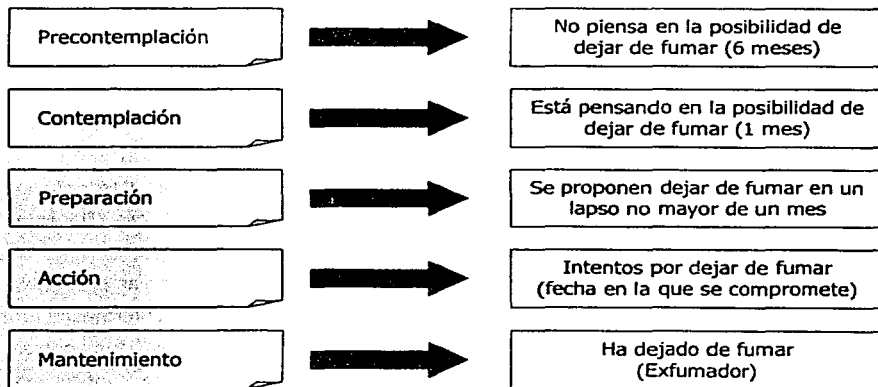 Precontemplación
No piensa en la posibilidad de
dejar de fumar (6 meses)
Contemplación
Está pensando en la posibilidad de
dejar de fumar (1 mes)
Preparación
Se proponen dejar de fumar en un
lapso no mayor de un mes
Acción
Intentos por dejar de fumar
(fecha en la que se compromete)
Mantenimiento
Ha dejado de fumar
(Exfumador)